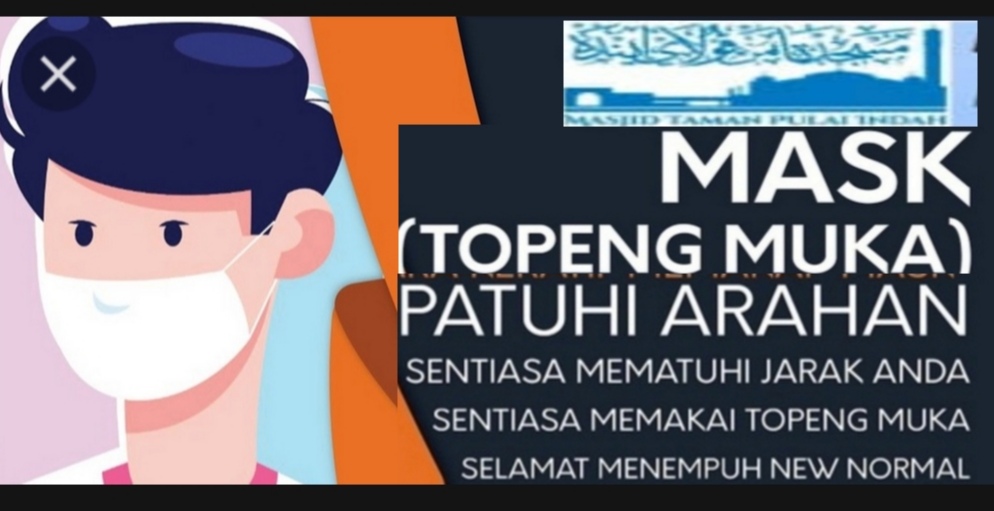 MASJID TAMAN PULAI INDAH
MASK
(TOPENG MUKA)
PATUHI ARAHAN
SENTIASA MEMATUHI JARAK ANDA
SENTIASA MEMAKAI TOPENG MUKA
SELAMAT MENEMPUH NEW NORMAL